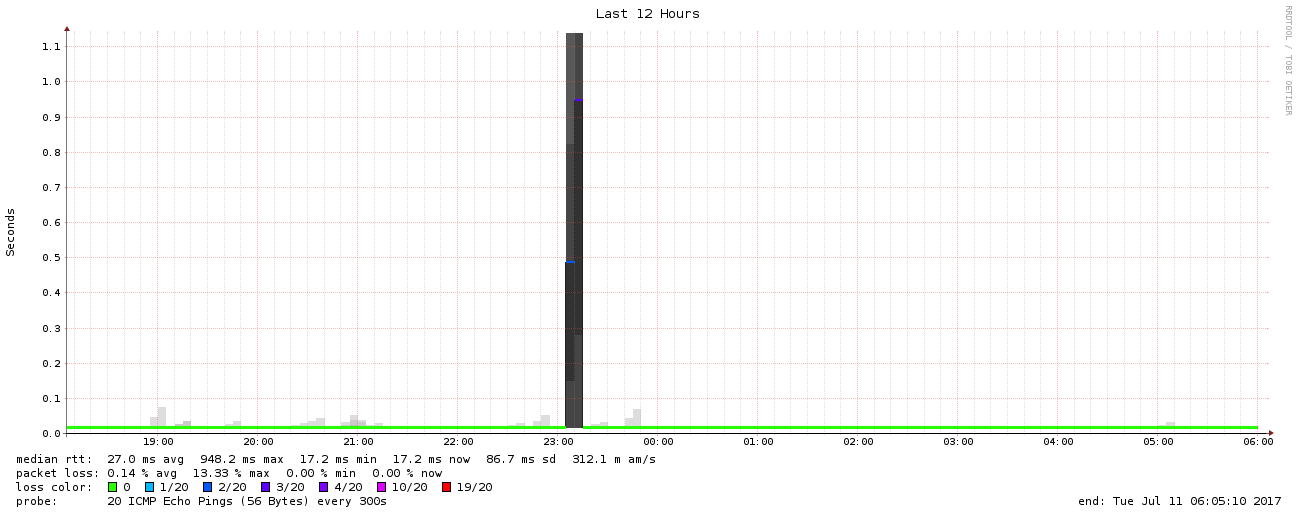 Last 12 Hours
RRDTOOL / TOBI OETIKER
Seconds
1.1
1.0
0.9
0.8
0.7
0.6
0.5
0.4
0.3
0.2
0.1
0.0
19:00 20:00 21:00 22:00 23:00 00:00 01:00 02:00 03:00 04:00 05:00 06:00
median rtt: 27.0 ms avg 948.2 ms max 17.2 ms min 17.2 ms now 86.7 ms sd 312.1 m am/s
packet loss: 0.14 % avg 13.33 % max 0.00 % min 0.00 % now
loss color: 0 1/20 2/20 3/20 4/20 10/20 19/20
probe: 20 ICMP Echo Pings (56 Bytes) every 300s end: Tue Jul 11 06:05:10 2017